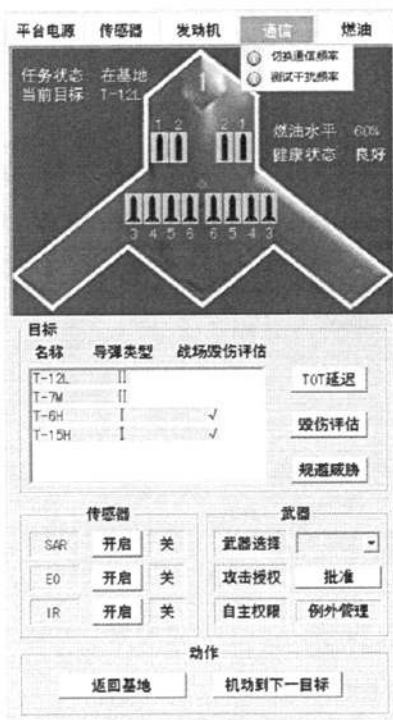 平台电源 传感器 发动机 通信 燃油
切换通信频率
测试干扰频率
任务状态 在基地
当前目标 T-12L
1
燃油水平 60%
健康状态 良好
1 2 2 1
3 4 5 6 6 5 4 3
目标
名称 导弹类型 战场毁伤评估
T-12L II
T-7M II
T-6H I √
T-15H I √
TOT延迟
毁伤评估
规避威胁
传感器
SAR 开启 关
EO 开启 关
IR 开启 关
武器
武器选择
攻击授权 批准
自主权限 例外管理
动作
返回基地 机动到下一目标